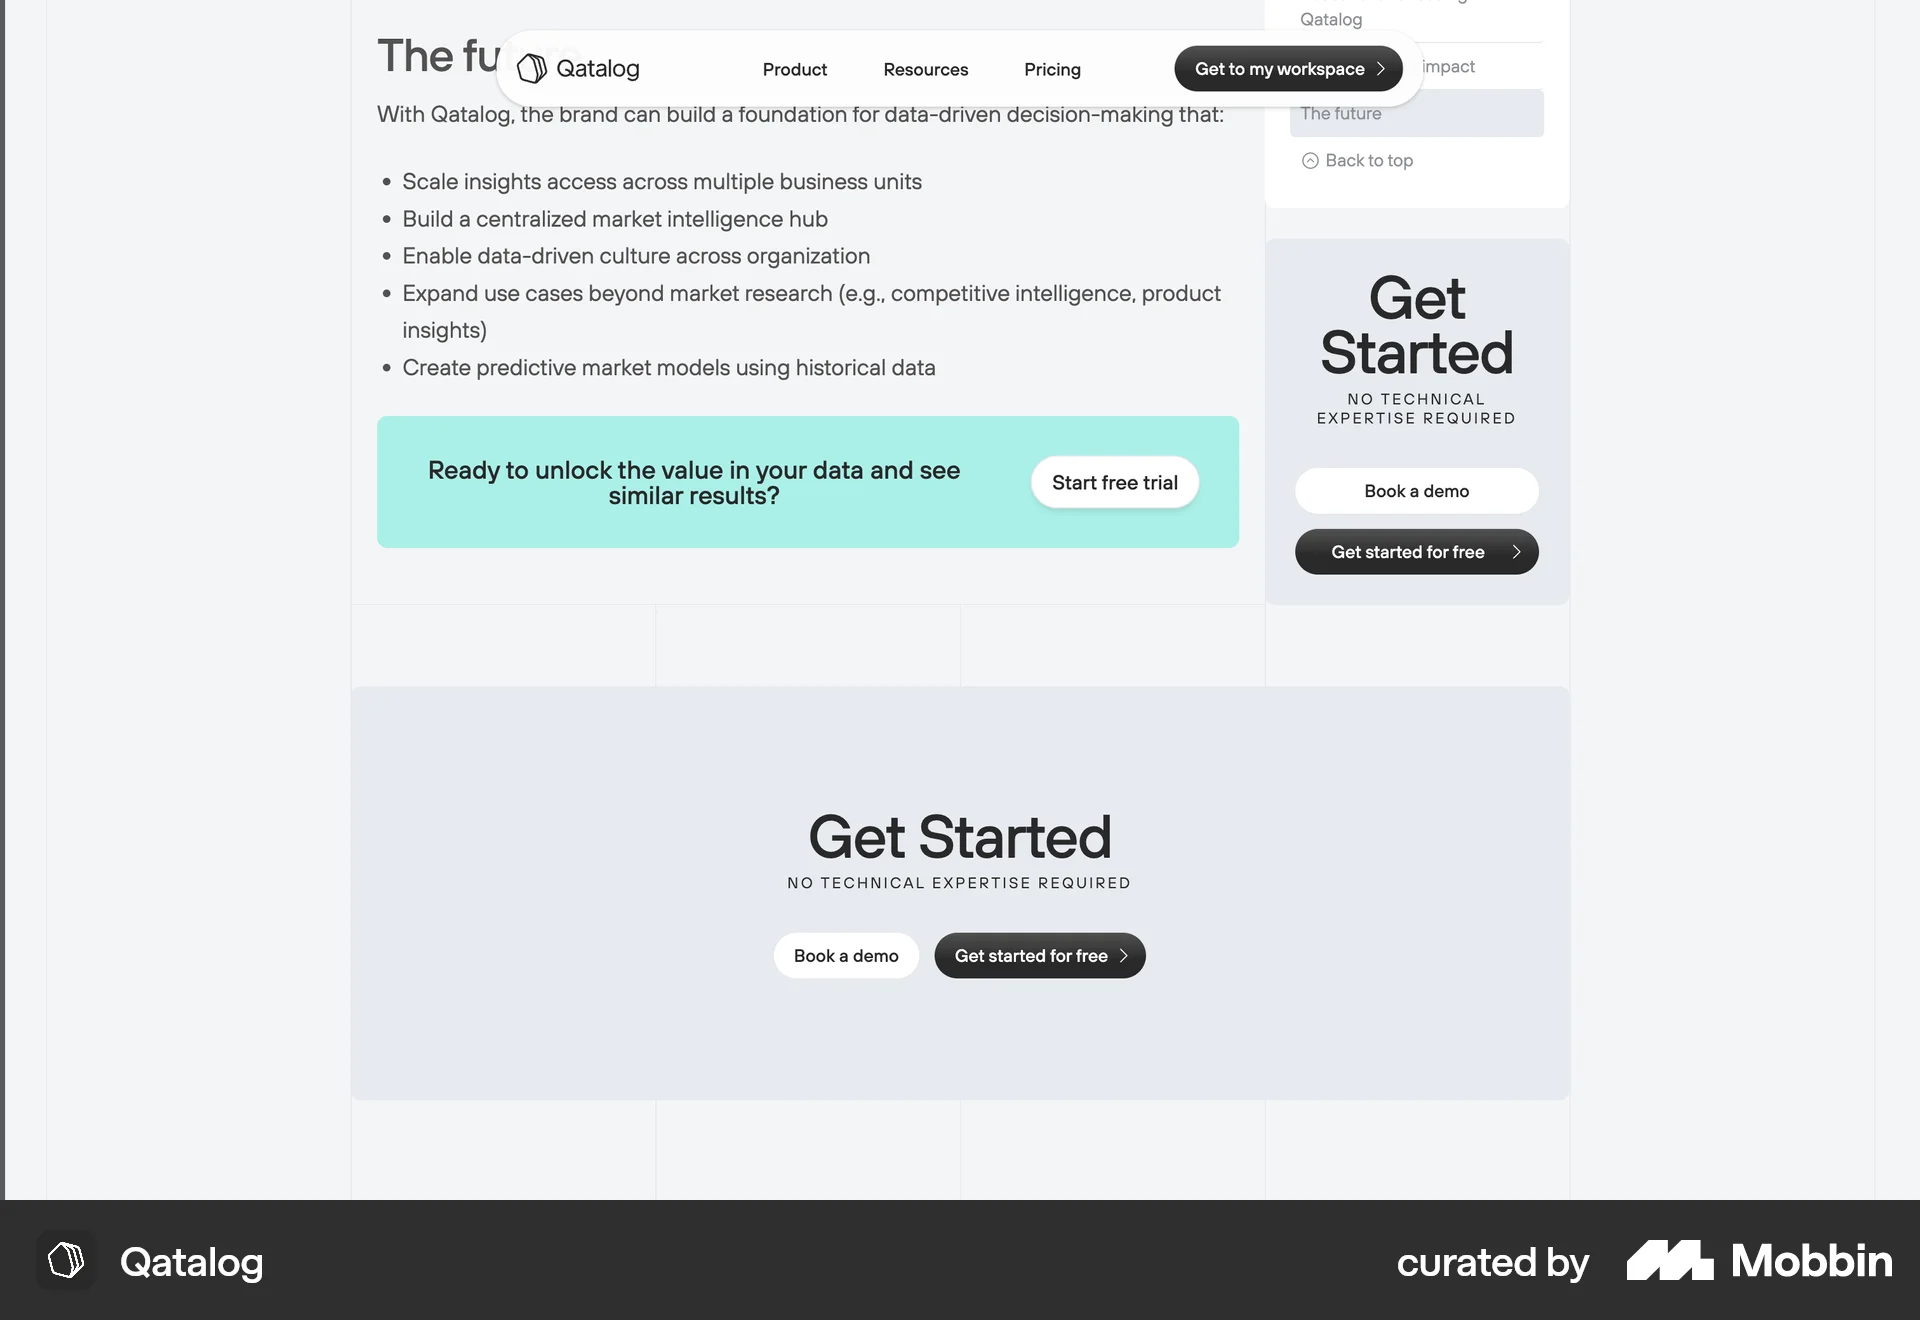 Qatalog
The fu
Qatalog
Product
Resources
Pricing
Get to my workspace
impact
With Qatalog, the brand can build a foundation for data-driven decision-making that:
The future
Back to top
• Scale insights access across multiple business units
• Build a centralized market intelligence hub
• Enable data-driven culture across organization
• Expand use cases beyond market research (e.g., competitive intelligence, product
insights)
• Create predictive market models using historical data
Ready to unlock the value in your data and see
similar results?
Start free trial
Get
Started
NO TECHNICAL
EXPERTISE REQUIRED
Book a demo
Get started for free
Get Started
NO TECHNICAL EXPERTISE REQUIRED
Book a demo
Get started for free
Qatalog
curated by
Mobbin